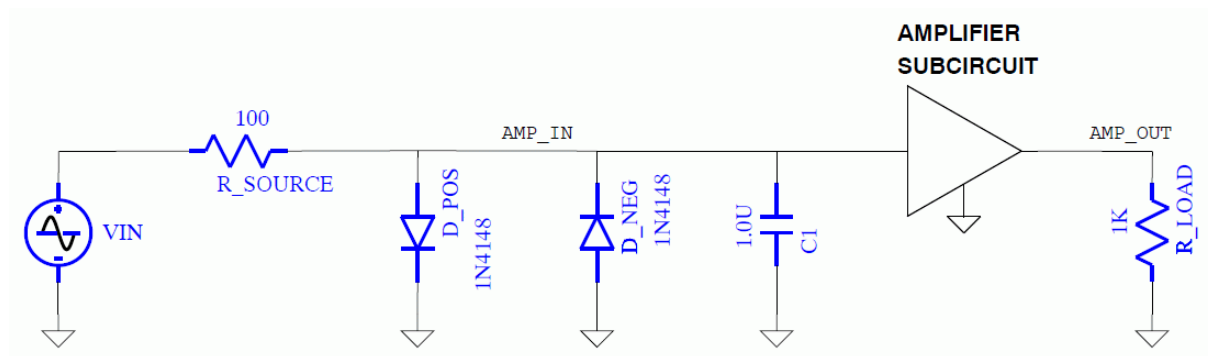 AMPLIFIER
SUBCIRCUIT
100
AMP_IN
AMP_OUT
R_SOURCE
VIN
D_POS
1N4148
D_NEG
1N4148
1.0U
C1
1K
R_LOAD